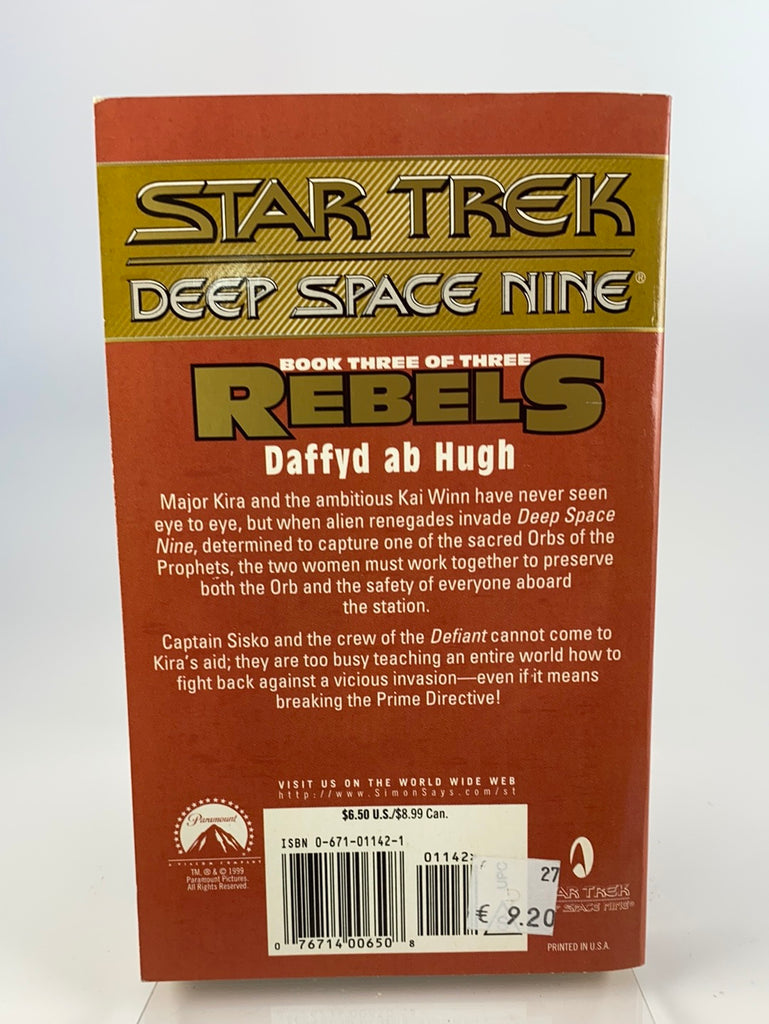 STAR TREK
DEEP SPACE NINE®
BOOK THREE OF THREE
REBELS
Daffyd ab Hugh
Major Kira and the ambitious Kai Winn have never seen
eye to eye, but when alien renegades invade Deep Space
Nine, determined to capture one of the sacred Orbs of the
Prophets, the two women must work together to preserve
both the Orb and the safety of everyone aboard
the station.
Captain Sisko and the crew of the Defiant cannot come to
Kira's aid; they are too busy teaching an entire world how to
fight back against a vicious invasion—even if it means
breaking the Prime Directive!
VISIT US ON THE WORLD WIDE WEB
http://www.SimonSays.com/st
$6.50 U.S./$8.99 Can.
ISBN 0-671-01142-1
01142
0 76714 00650 8
UPC
27
€ 9.20
Paramount
A VIACOM COMPANY
TM, ® & © 1999
Paramount Pictures.
All Rights Reserved.
AR TREK
SPACE NINE®
PRINTED IN U.S.A.